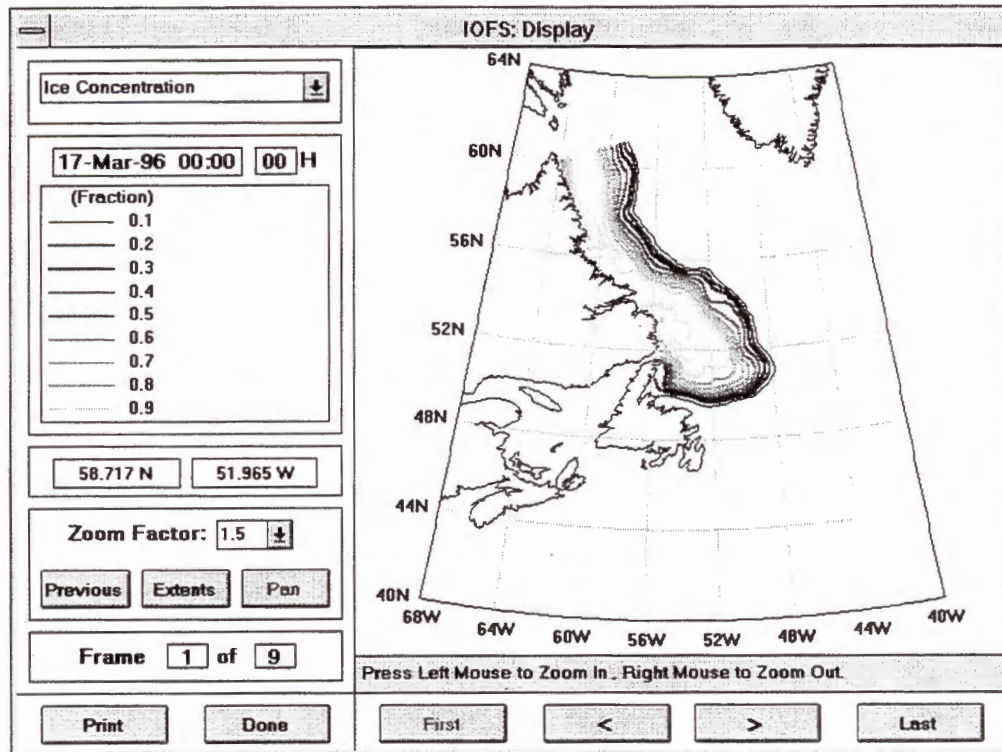 IOFS: Display
Ice Concentration
17-Mar-96 00:00 00 H
(Fraction)
0.1
0.2
0.3
0.4
0.5
0.6
0.7
0.8
0.9
58.717 N 51.965 W
Zoom Factor: 1.5
Previous Extents Pan
Frame 1 of 9
Print Done
64N
60N
56N
52N
48N
44N
40N
68W 64W 60W 56W 52W 48W 44W 40W
Press Left Mouse to Zoom In , Right Mouse to Zoom Out.
First < > Last